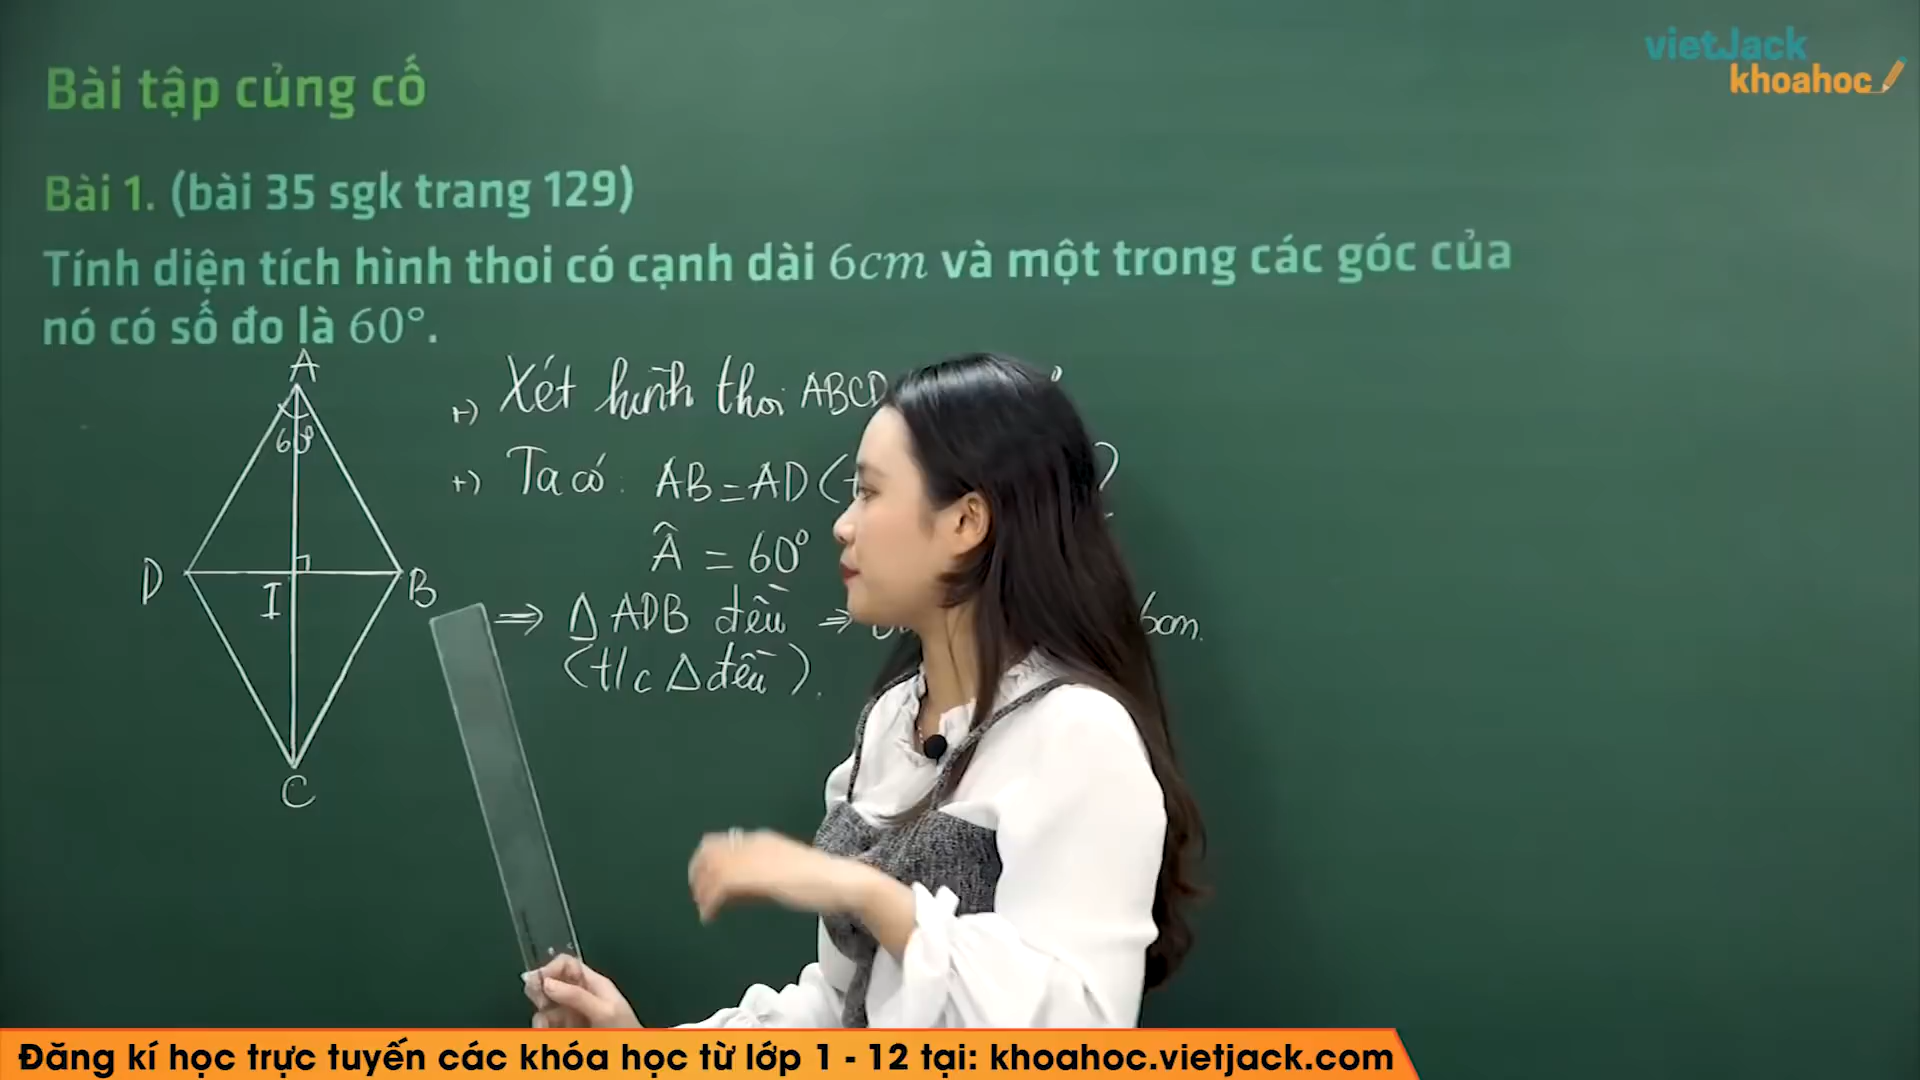 vietJack
khoahoc
Bài tập củng cố
Bài 1. (bài 35 sgk trang 129)
Tính diện tích hình thoi có cạnh dài 6cm và một trong các góc của
nó có số đo là 60°.
A
60°
D
I
B
C
+) Xét hình thoi ABCD
+) Ta có: AB = AD (
Â = 60°
⇒ Δ ADB đều ⇒ 6cm.
(t/c Δ đều).
Đăng kí học trực tuyến các khóa học từ lớp 1 - 12 tại: khoahoc.vietjack.com